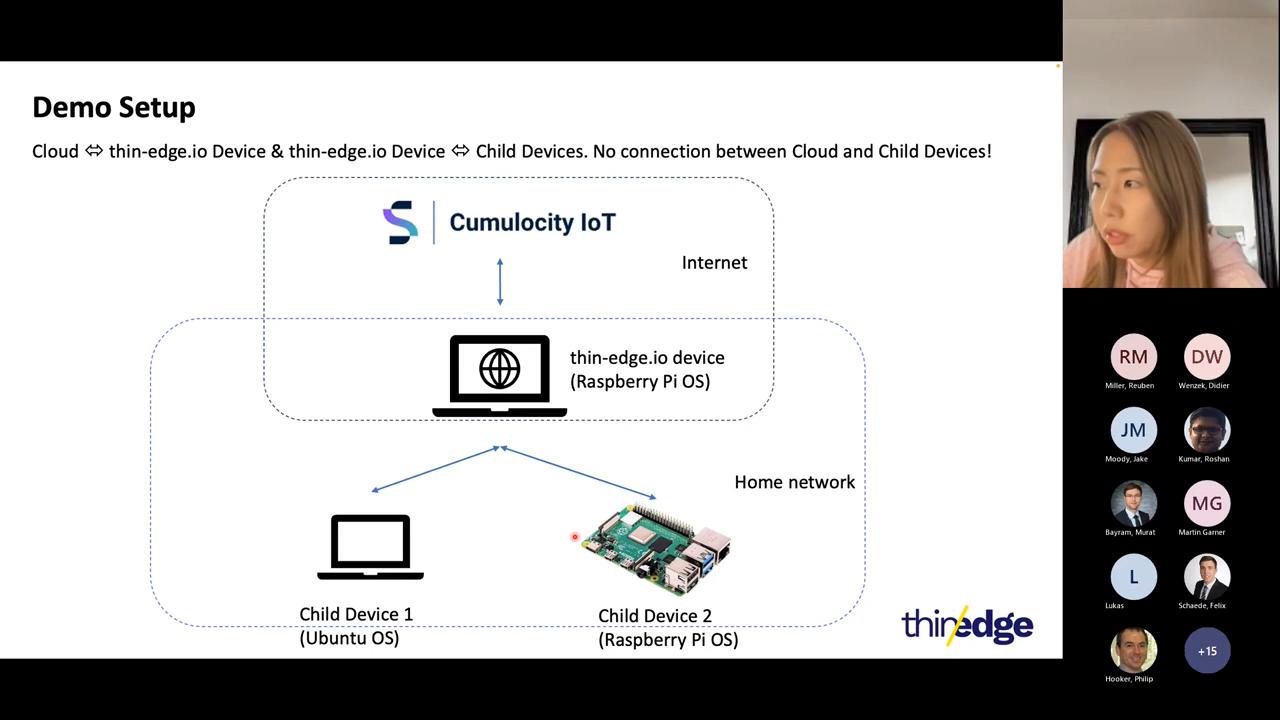 Demo Setup
Cloud ⇔ thin-edge.io Device & thin-edge.io Device ⇔ Child Devices. No connection between Cloud and Child Devices!
Cumulocity IoT
Internet
thin-edge.io device
(Raspberry Pi OS)
Home network
Child Device 1
(Ubuntu OS)
Child Device 2
(Raspberry Pi OS)
thin/edge
RM
DW
Miller, Reuben
Wenzek, Didier
JM
Moody, Jake
Kumar, Roshan
MG
Bayram, Murat
Martin Garner
L
Lukas
Schaede, Felix
+15
Hooker, Philip